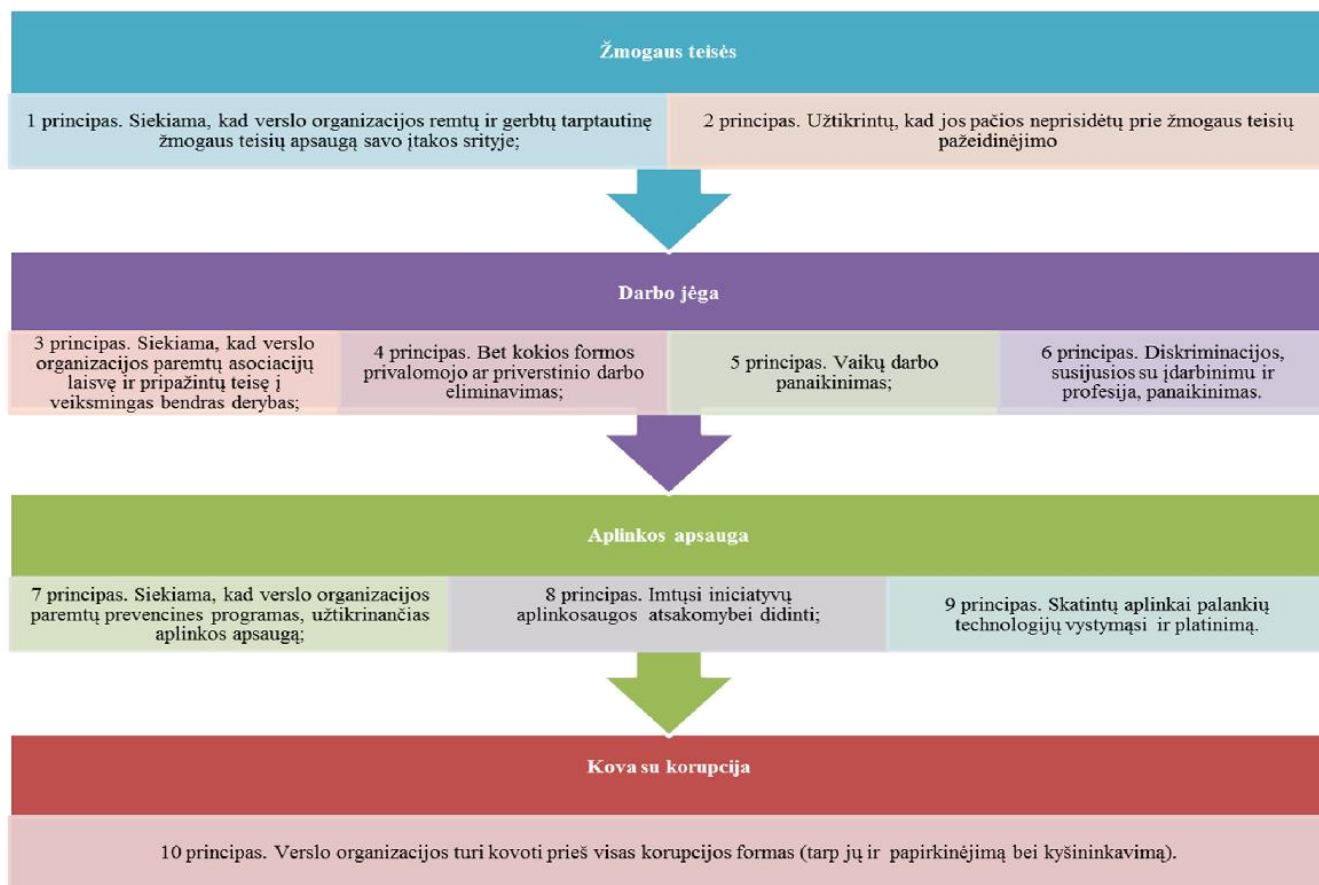 Žmogaus teisės
1 principas. Siekiama, kad verslo organizacijos remtų ir gerbtų tarptautinę
žmogaus teisių apsaugą savo įtakos srityje;
2 principas. Užtikrintų, kad jos pačios neprisidėtų prie žmogaus teisių
pažeidinėjimo
Darbo jėga
3 principas. Siekiama, kad verslo
organizacijos paremtų asociacijų
laisvę ir pripažintų teisę į
veiksmingas bendras derybas;
4 principas. Bet kokios formos
privalomojo ar priverstinio darbo
eliminavimas;
5 principas. Vaikų darbo
panaikinimas;
6 principas. Diskriminacijos,
susijusios su įdarbinimu ir
profesija, panaikinimas.
Aplinkos apsauga
7 principas. Siekiama, kad verslo organizacijos
paremtų prevencines programas, užtikrinančias
aplinkos apsaugą;
8 principas. Imtųsi iniciatyvų
aplinkosaugos atsakomybei didinti;
9 principas. Skatintų aplinkai palankių
technologijų vystymąsi ir platinimą.
Kova su korupcija
10 principas. Verslo organizacijos turi kovoti prieš visas korupcijos formas (tarp jų ir papirkinėjimą bei kyšininkavimą).